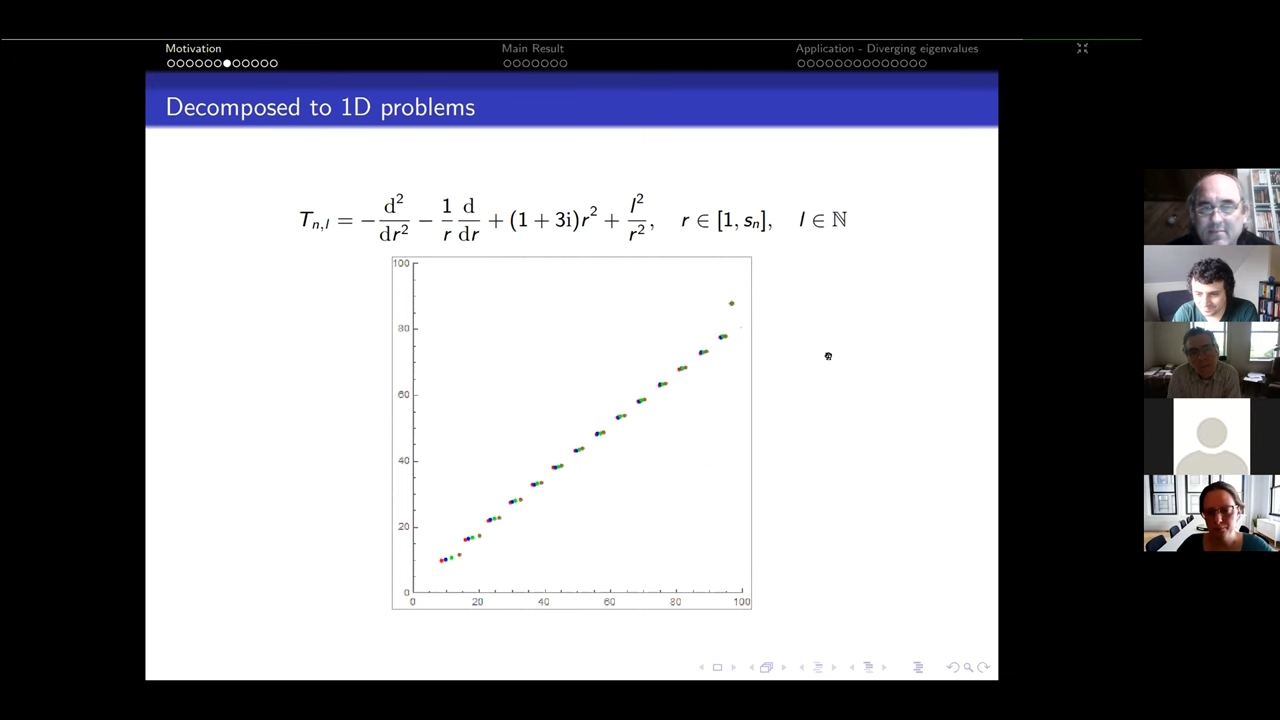 Motivation
Main Result
Application - Diverging eigenvalues
Decomposed to 1D problems
T_{n,l} = −d²/dr² − 1/r d/dr + (1 + 3i)r² + l²/r², r ∈ [1, s_n], l ∈ ℕ
100
80
60
40
20
0
0 20 40 60 80 100